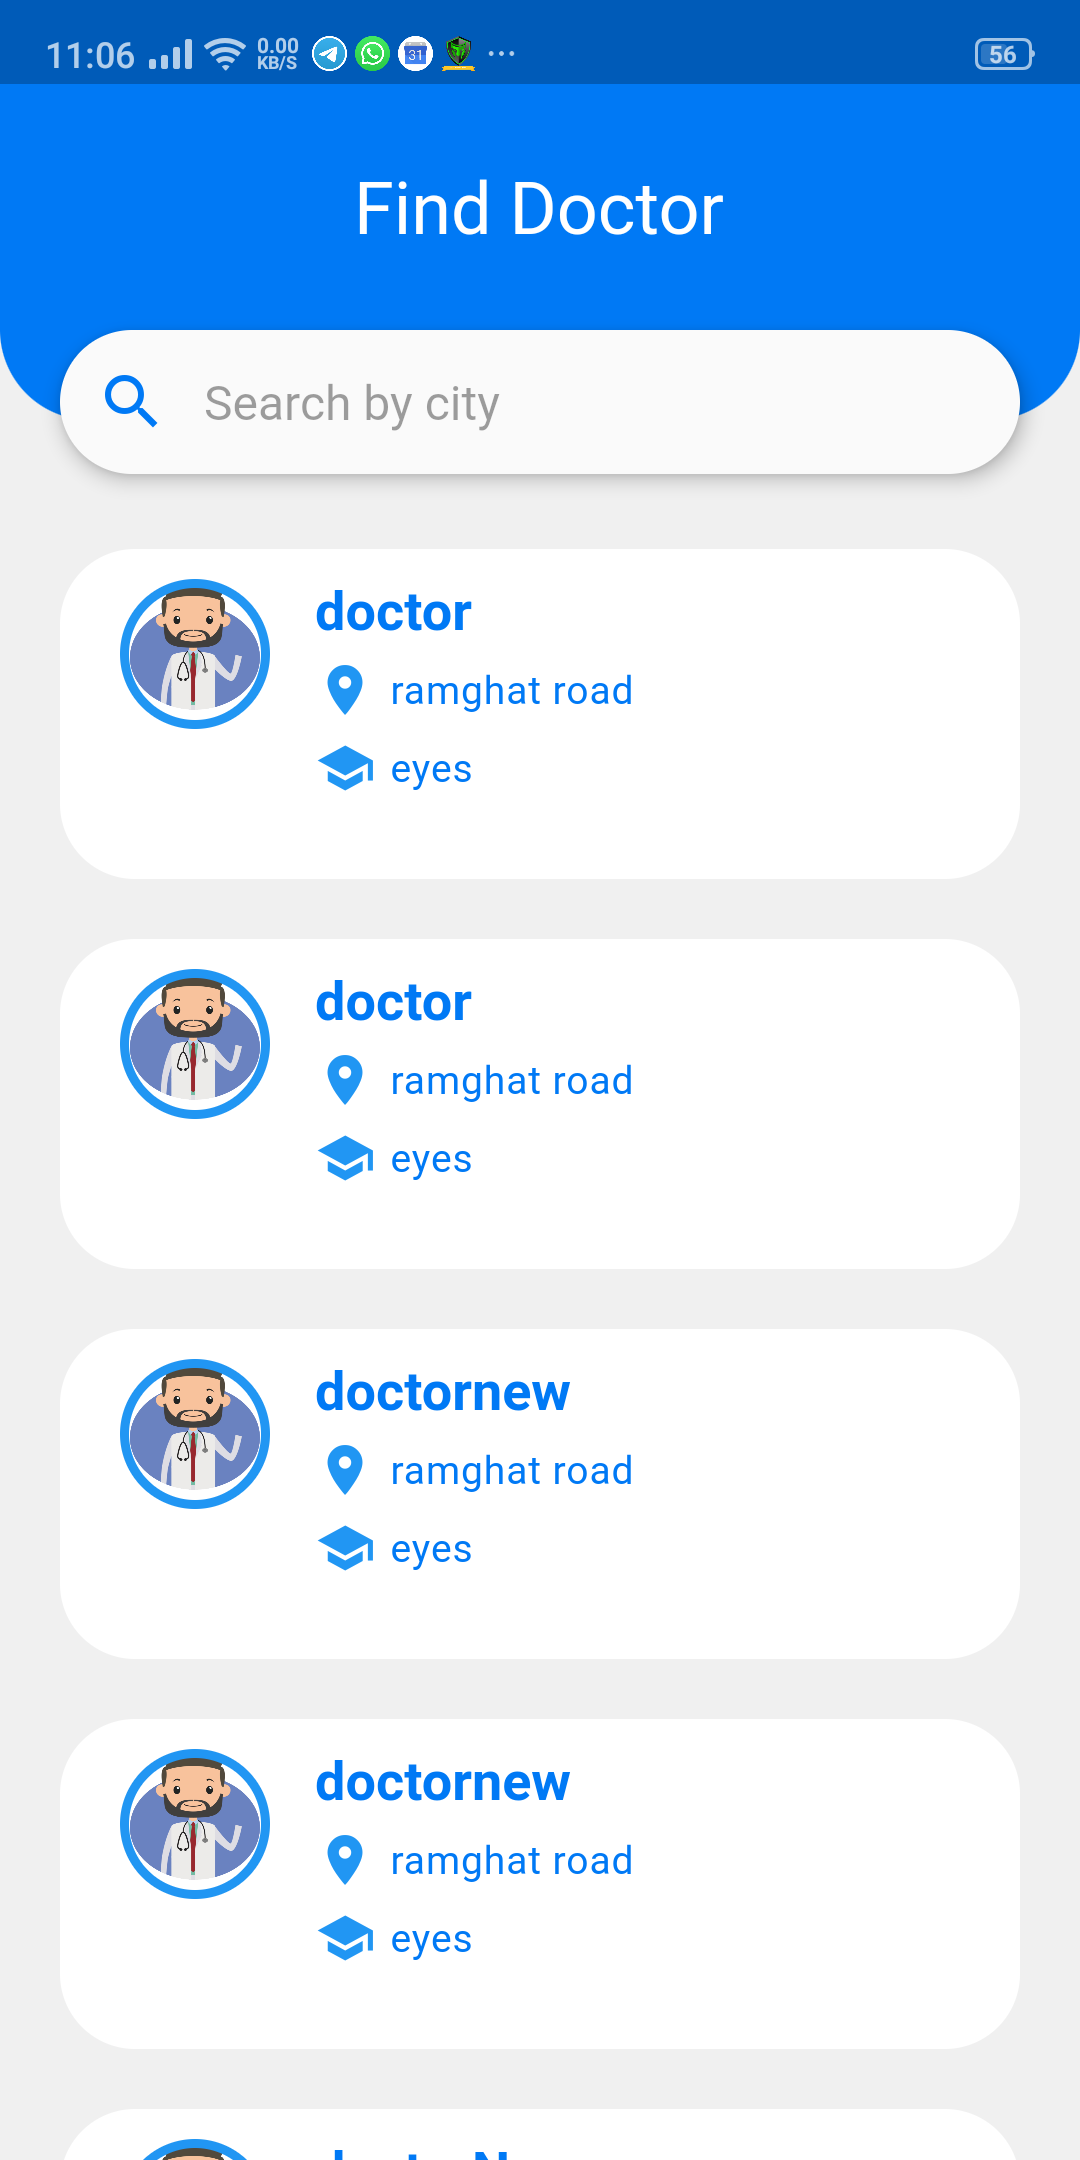 11:06 0.00 KB/S 31 ... 56
Find Doctor
Search by city
doctor
ramghat road
eyes
doctor
ramghat road
eyes
doctornew
ramghat road
eyes
doctornew
ramghat road
eyes